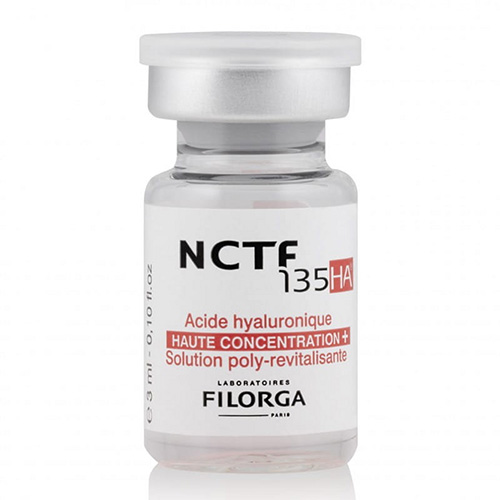 NCTF
135HA®
Acide hyaluronique
HAUTE CONCENTRATION +
Solution poly-revitalisante
LABORATOIRES
FILORGA
PARIS
℮ 3 ml - 0,10 fl.oz